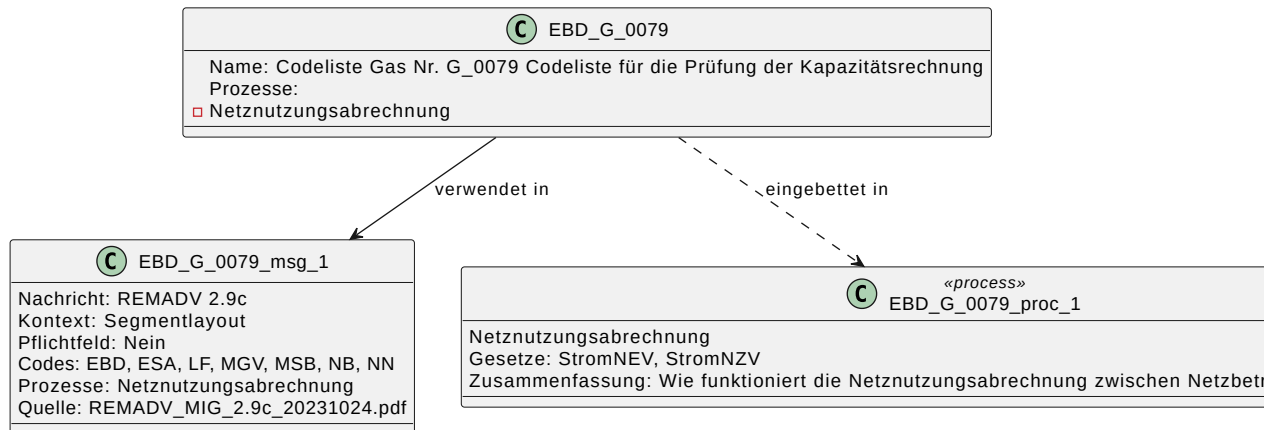 C EBD_G_0079
Name: Codeliste Gas Nr. G_0079 Codeliste für die Prüfung der Kapazitätsrechnung
Prozesse:
Netznutzungsabrechnung
verwendet in
eingebettet in
C EBD_G_0079_msg_1
Nachricht: REMADV 2.9c
Kontext: Segmentlayout
Pflichtfeld: Nein
Codes: EBD, ESA, LF, MGV, MSB, NB, NN
Prozesse: Netznutzungsabrechnung
Quelle: REMADV_MIG_2.9c_20231024.pdf
«process»
C EBD_G_0079_proc_1
Netznutzungsabrechnung
Gesetze: StromNEV, StromNZV
Zusammenfassung: Wie funktioniert die Netznutzungsabrechnung zwischen Netzbetr